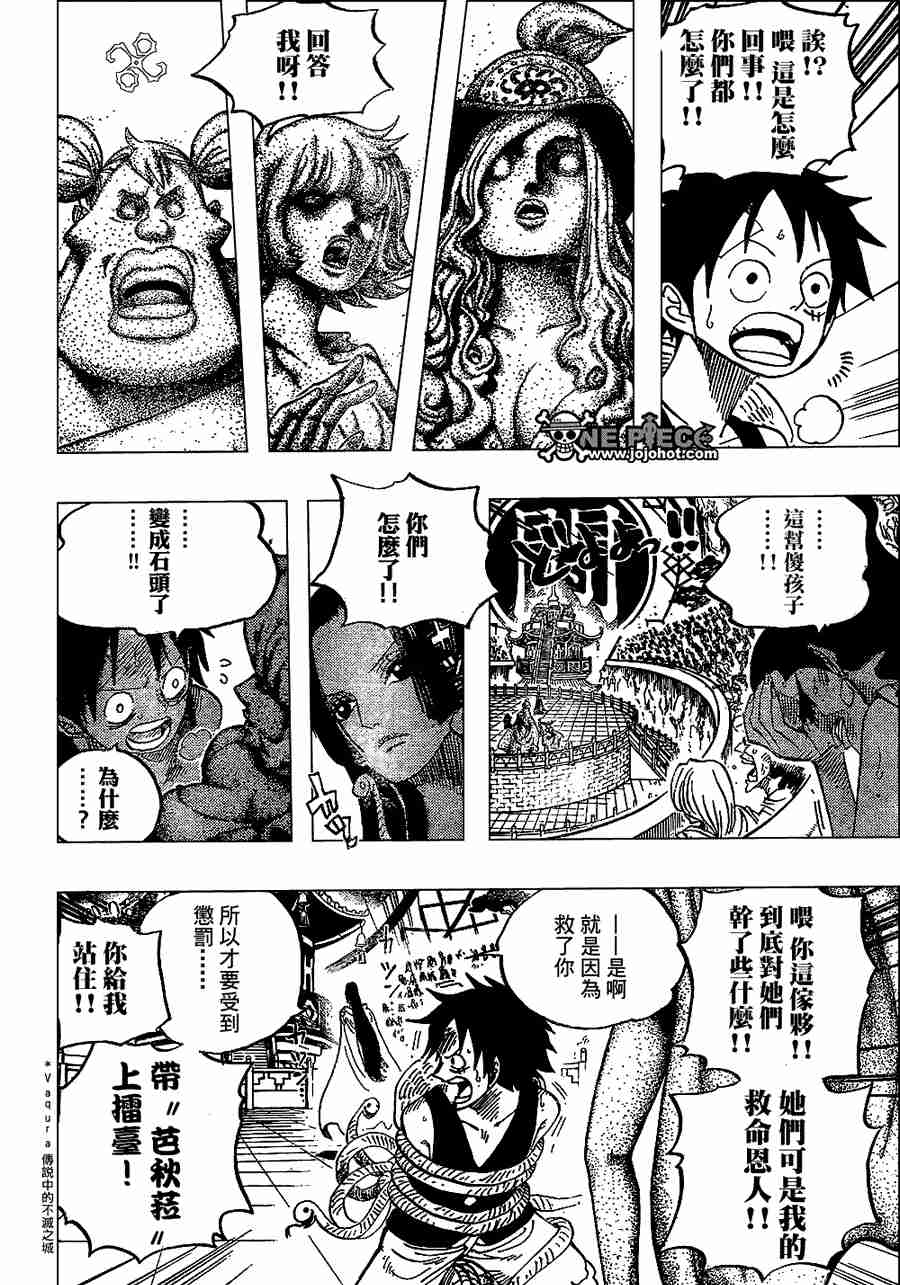 誒!?
喂 這是怎麼
回事!!
你們都
怎麼了!!
回答
我呀!!
ONE PIECE
www.jojohot.com
……
這幫傻孩子
……!!
你們
怎麼了!!
……
變成石頭了
……!!
為什麼
……?
喂 你這傢夥!!
到底對她們
幹了些什麼!!
她們可是我的
救命恩人!!
——是啊
就是因為
救了你
所以才要受到
懲罰……
你給我
站住!!
帶〃芭秋菈〃
上擂臺!
*Vaqura 傳說中的不滅之城